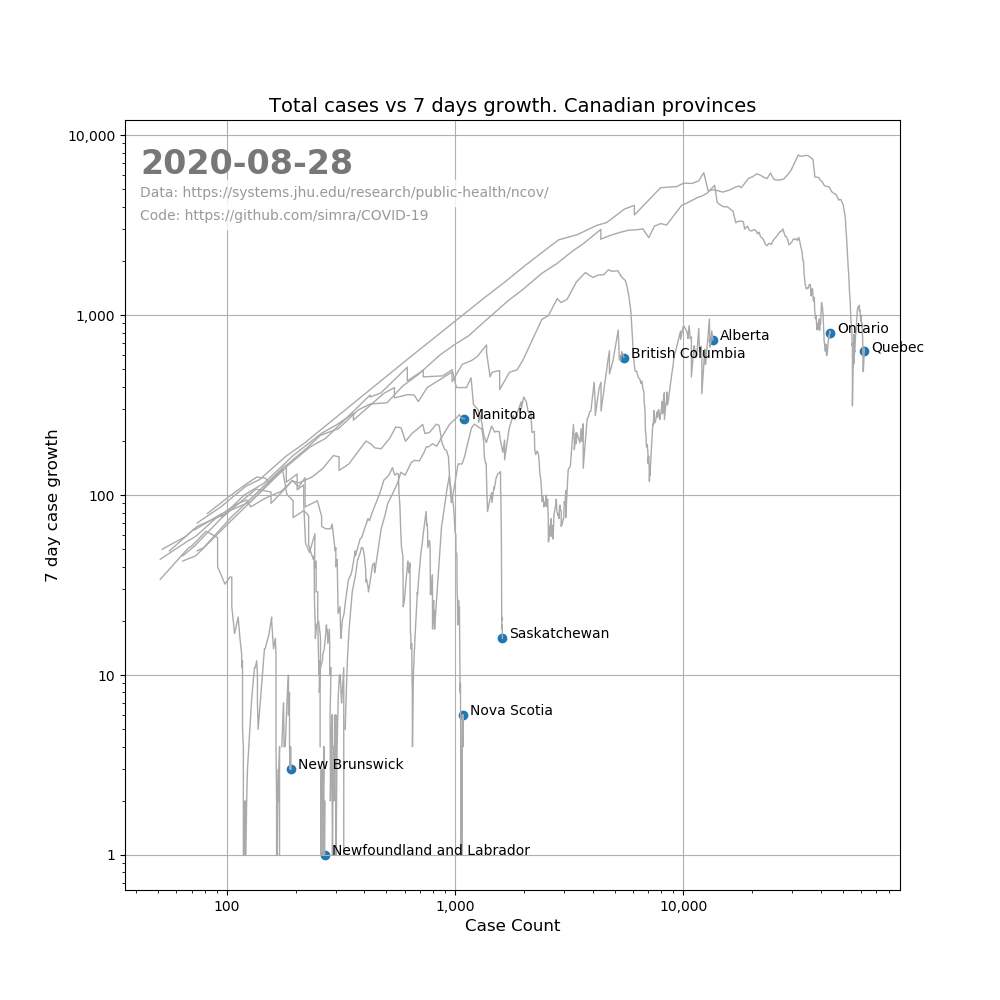 Total cases vs 7 days growth. Canadian provinces
10,000
2020-08-28
Data: https://systems.jhu.edu/research/public-health/ncov/
Code: https://github.com/simra/COVID-19
1,000
Ontario
Alberta
Quebec
British Columbia
Manitoba
7 day case growth
100
Saskatchewan
10
Nova Scotia
New Brunswick
1
Newfoundland and Labrador
100
1,000
10,000
Case Count